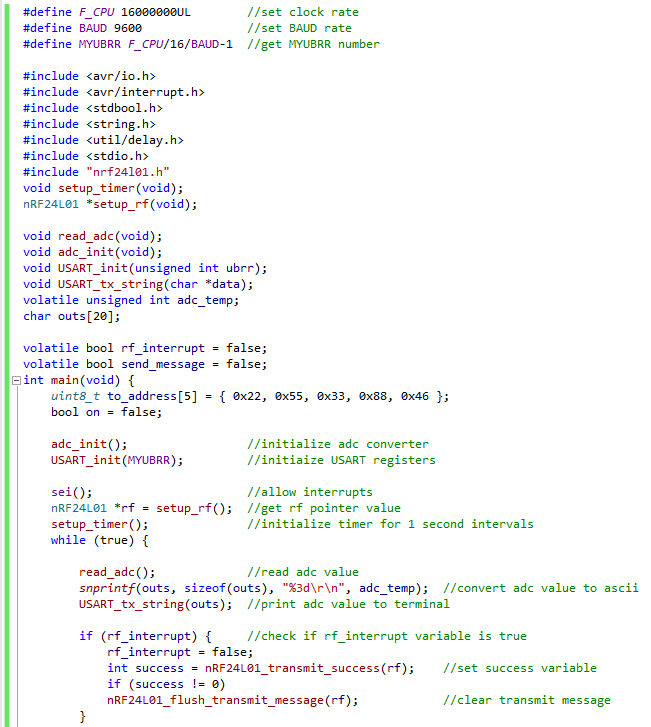 #define F_CPU 16000000UL        //set clock rate
#define BAUD 9600               //set BAUD rate
#define MYUBRR F_CPU/16/BAUD-1  //get MYUBRR number

#include <avr/io.h>
#include <avr/interrupt.h>
#include <stdbool.h>
#include <string.h>
#include <util/delay.h>
#include <stdio.h>
#include "nrf24l01.h"
void setup_timer(void);
nRF24L01 *setup_rf(void);

void read_adc(void);
void adc_init(void);
void USART_init(unsigned int ubrr);
void USART_tx_string(char *data);
volatile unsigned int adc_temp;
char outs[20];

volatile bool rf_interrupt = false;
volatile bool send_message = false;
int main(void) {
    uint8_t to_address[5] = { 0x22, 0x55, 0x33, 0x88, 0x46 };
    bool on = false;

    adc_init();                 //initialize adc converter
    USART_init(MYUBRR);         //initiaize USART registers

    sei();                      //allow interrupts
    nRF24L01 *rf = setup_rf();  //get rf pointer value
    setup_timer();              //initialize timer for 1 second intervals
    while (true) {

        read_adc();             //read adc value
        snprintf(outs, sizeof(outs), "%3d\r\n", adc_temp);  //convert adc value to ascii
        USART_tx_string(outs);  //print adc value to terminal

        if (rf_interrupt) {     //check if rf_interrupt variable is true
            rf_interrupt = false;
            int success = nRF24L01_transmit_success(rf);    //set success variable
            if (success != 0)
            nRF24L01_flush_transmit_message(rf);            //clear transmit message
        }